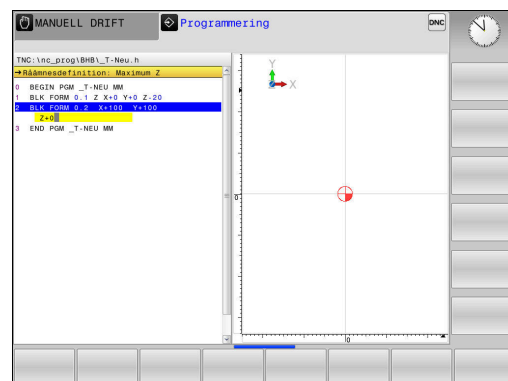 MANUELL DRIFT
Programmering
DNC
TNC:\nc_prog\BHB\_T-Neu.h
→Råämnesdefinition: Maximum Z
0 BEGIN PGM _T-NEU MM
1 BLK FORM 0.1 Z X+0 Y+0 Z-20
2 BLK FORM 0.2 X+100 Y+100
Z+0
3 END PGM _T-NEU MM
Y
X
0
0